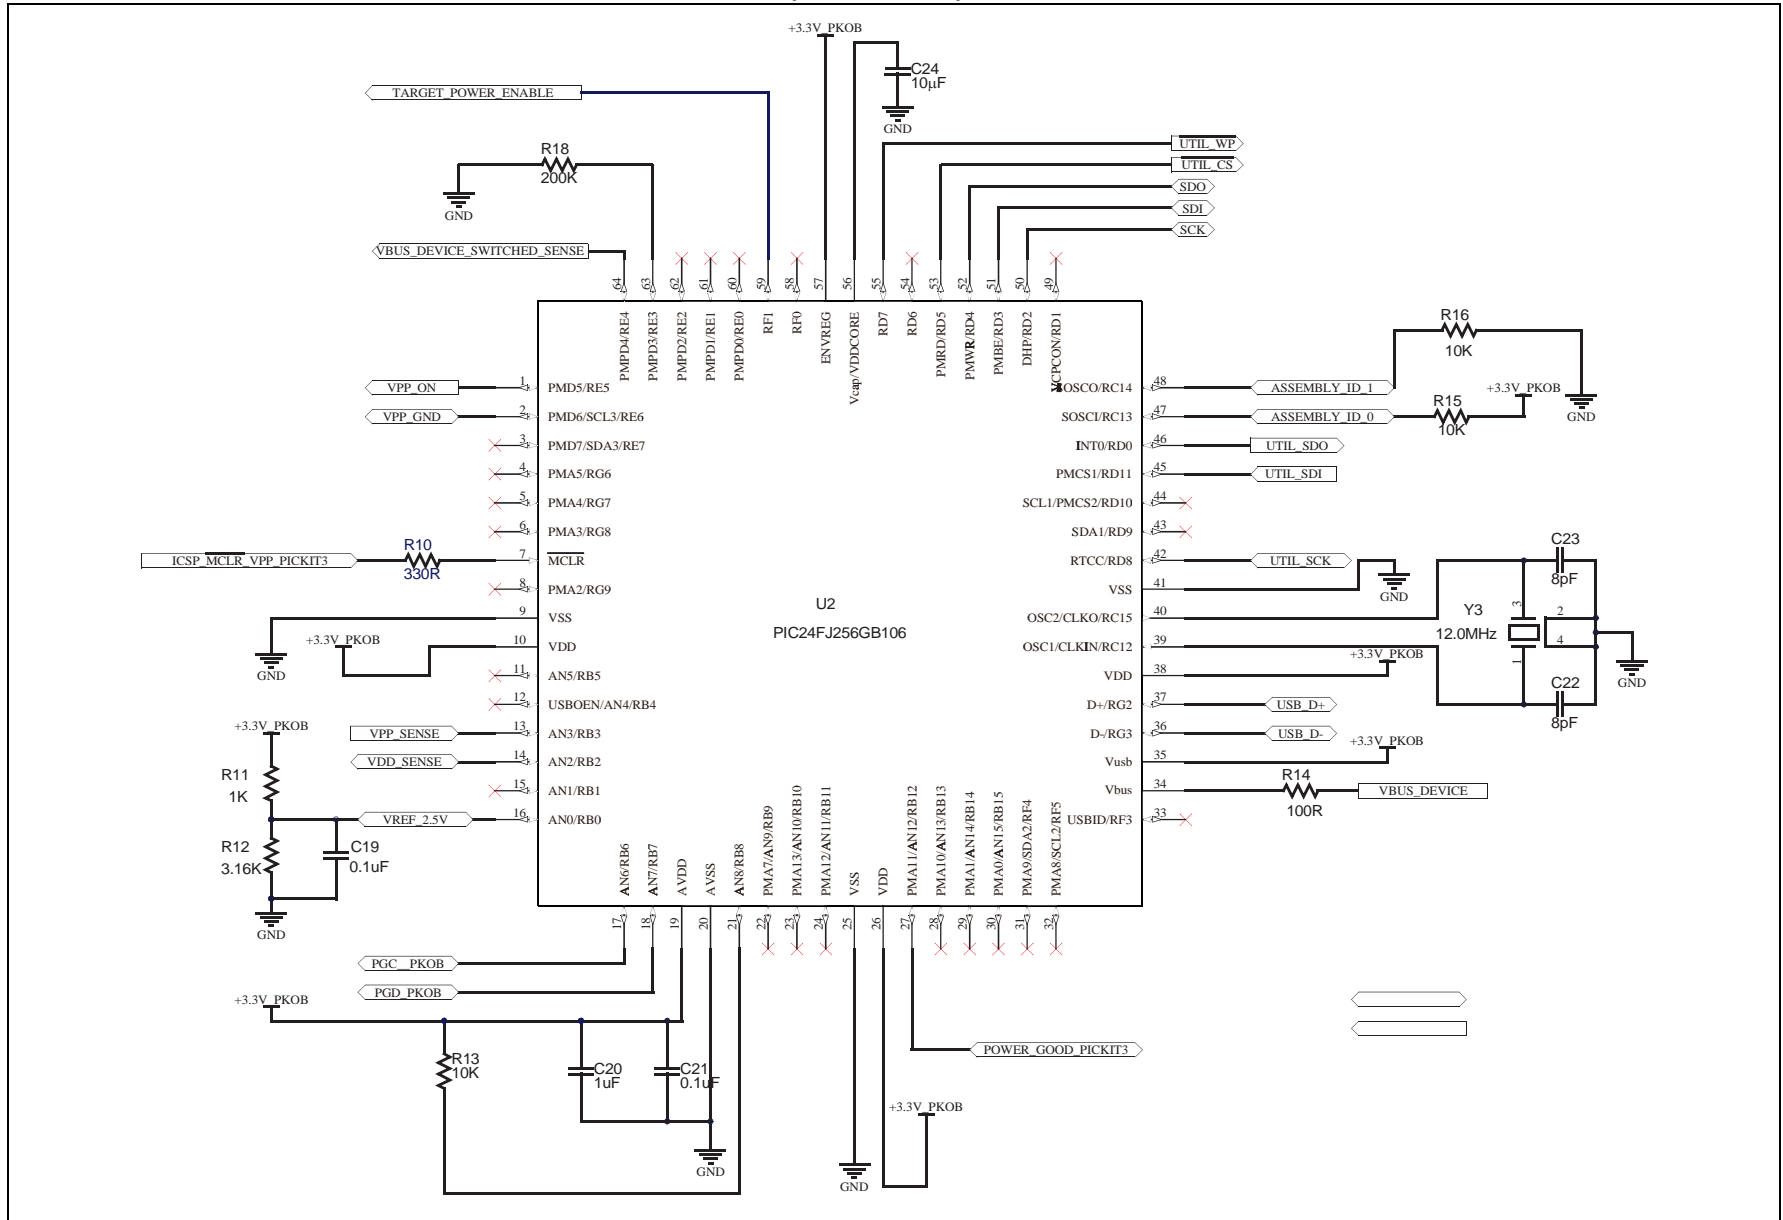 +3.3V_PKOB
C24
10µF
GND
TARGET_POWER_ENABLE
UTIL_WP
UTIL_CS
SDO
SDI
SCK
R18
200K
GND
VBUS_DEVICE_SWITCHED_SENSE
64 63 62 61 60 59 58 57 56 55 54 53 52 51 50 49
PMPD4/RE4
PMPD3/RE3
PMPD2/RE2
PMPD1/RE1
PMPD0/RE0
RF1
RF0
ENVREG
Vcap/VDDCORE
RD7
RD6
PMRD/RD5
PMWR/RD4
PMBE/RD3
DHP/RD2
VCPCON/RD1
VPP_ON 1 PMD5/RE5
VPP_GND 2 PMD6/SCL3/RE6
3 PMD7/SDA3/RE7
4 PMA5/RG6
5 PMA4/RG7
6 PMA3/RG8
ICSP_MCLR_VPP_PICKIT3 R10 330R 7 MCLR
8 PMA2/RG9
9 VSS
GND
+3.3V_PKOB
10 VDD
11 AN5/RB5
12 USBOEN/AN4/RB4
VPP_SENSE 13 AN3/RB3
VDD_SENSE 14 AN2/RB2
15 AN1/RB1
VREF_2.5V 16 AN0/RB0
+3.3V_PKOB
R11
1K
R12
3.16K
C19
0.1uF
GND
U2
PIC24FJ256GB106
SOSCO/RC14 48 ASSEMBLY_ID_1
R16
10K
GND
SOSCI/RC13 47 ASSEMBLY_ID_0
R15
10K
+3.3V_PKOB
INT0/RD0 46 UTIL_SDO
PMCS1/RD11 45 UTIL_SDI
SCL1/PMCS2/RD10 44
SDA1/RD9 43
RTCC/RD8 42 UTIL_SCK
VSS 41
GND
OSC2/CLKO/RC15 40
OSC1/CLKIN/RC12 39
VDD 38
+3.3V_PKOB
D+/RG2 37 USB_D+
D-/RG3 36 USB_D-
Vusb 35
+3.3V_PKOB
Vbus 34 R14 100R VBUS_DEVICE
USBID/RF3 33
C23
8pF
Y3
12.0MHz
3
2
4
1
C22
8pF
GND
AN6/RB6
AN7/RB7
AVDD
AVSS
AN8/RB8
PMA7/AN9/RB9
PMA13/AN10/RB10
PMA12/AN11/RB11
VSS
VDD
PMA11/AN12/RB12
PMA10/AN13/RB13
PMA1/AN14/RB14
PMA0/AN15/RB15
PMA9/SDA2/RF4
PMA8/SCL2/RF5
17 18 19 20 21 22 23 24 25 26 27 28 29 30 31 32
PGC__PKOB
PGD_PKOB
+3.3V_PKOB
R13
10K
C20
1uF
C21
0.1uF
GND
GND
POWER_GOOD_PICKIT3
+3.3V_PKOB